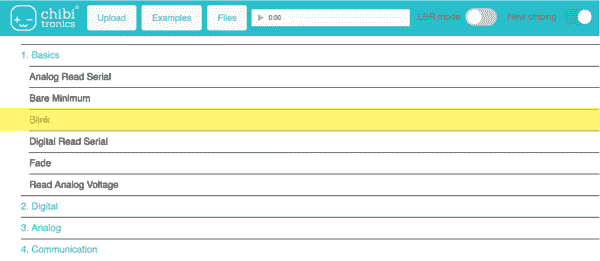 chibi® tronics Upload Examples Files 0:00 LBR mode New striping
1. Basics
Analog Read Serial
Bare Minimum
Blink
Digital Read Serial
Fade
Read Analog Voltage
2. Digital
3. Analog
4. Communication